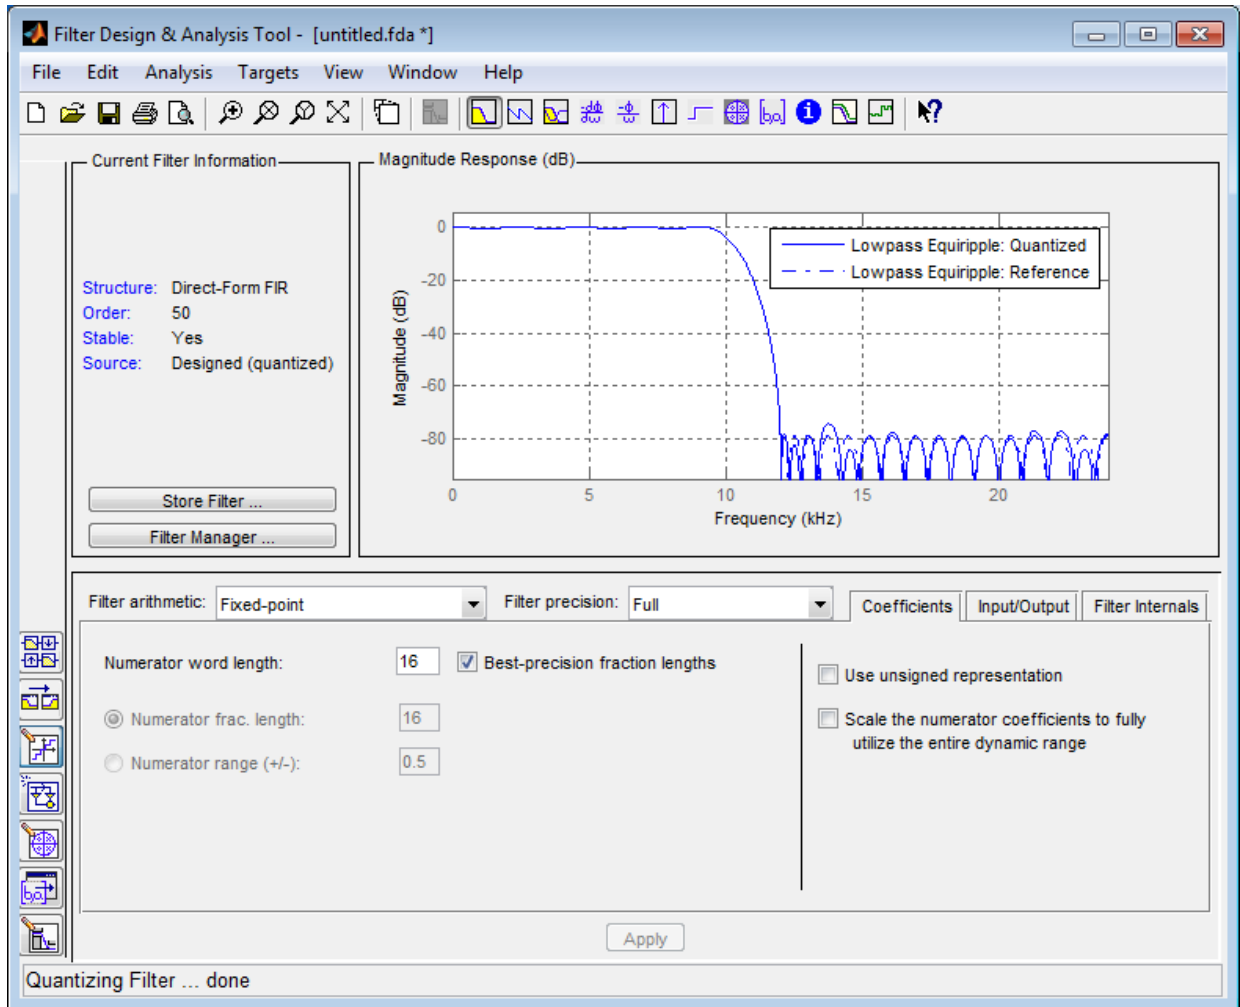 Filter Design & Analysis Tool - [untitled.fda *]
File Edit Analysis Targets View Window Help
Current Filter Information
Structure: Direct-Form FIR
Order: 50
Stable: Yes
Source: Designed (quantized)
Store Filter ...
Filter Manager ...
Magnitude Response (dB)
0
-20
-40
-60
-80
Magnitude (dB)
Lowpass Equiripple: Quantized
Lowpass Equiripple: Reference
0 5 10 15 20
Frequency (kHz)
Filter arithmetic: Fixed-point Filter precision: Full Coefficients Input/Output Filter Internals
Numerator word length: 16 Best-precision fraction lengths
Numerator frac. length: 16
Numerator range (+/-): 0.5
Use unsigned representation
Scale the numerator coefficients to fully
utilize the entire dynamic range
Apply
Quantizing Filter ... done